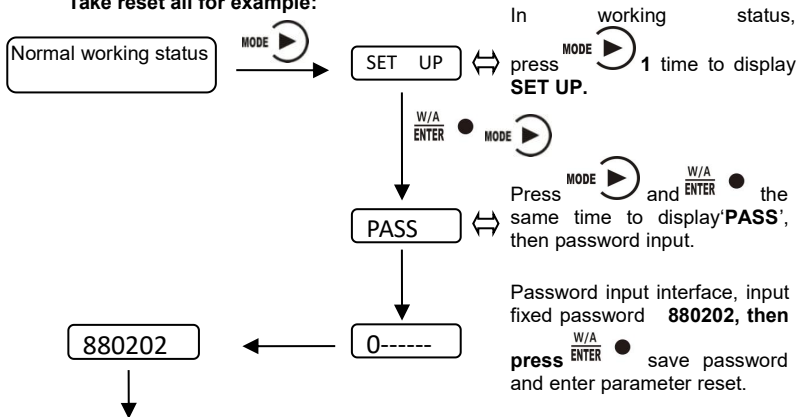 Take reset all for example:
Normal working status
MODE
SET UP
In working status,
press MODE 1 time to display
SET UP.
W/A
ENTER MODE
PASS
Press MODE and W/A ENTER the
same time to display‘PASS’,
then password input.
880202
0------
Password input interface, input
fixed password 880202, then
press W/A ENTER save password
and enter parameter reset.